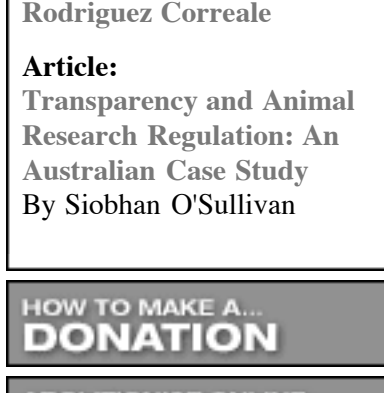 Rodriguez Correale
Article:
Transparency and Animal
Research Regulation: An
Australian Case Study
By Siobhan O'Sullivan
HOW TO MAKE A...
DONATION